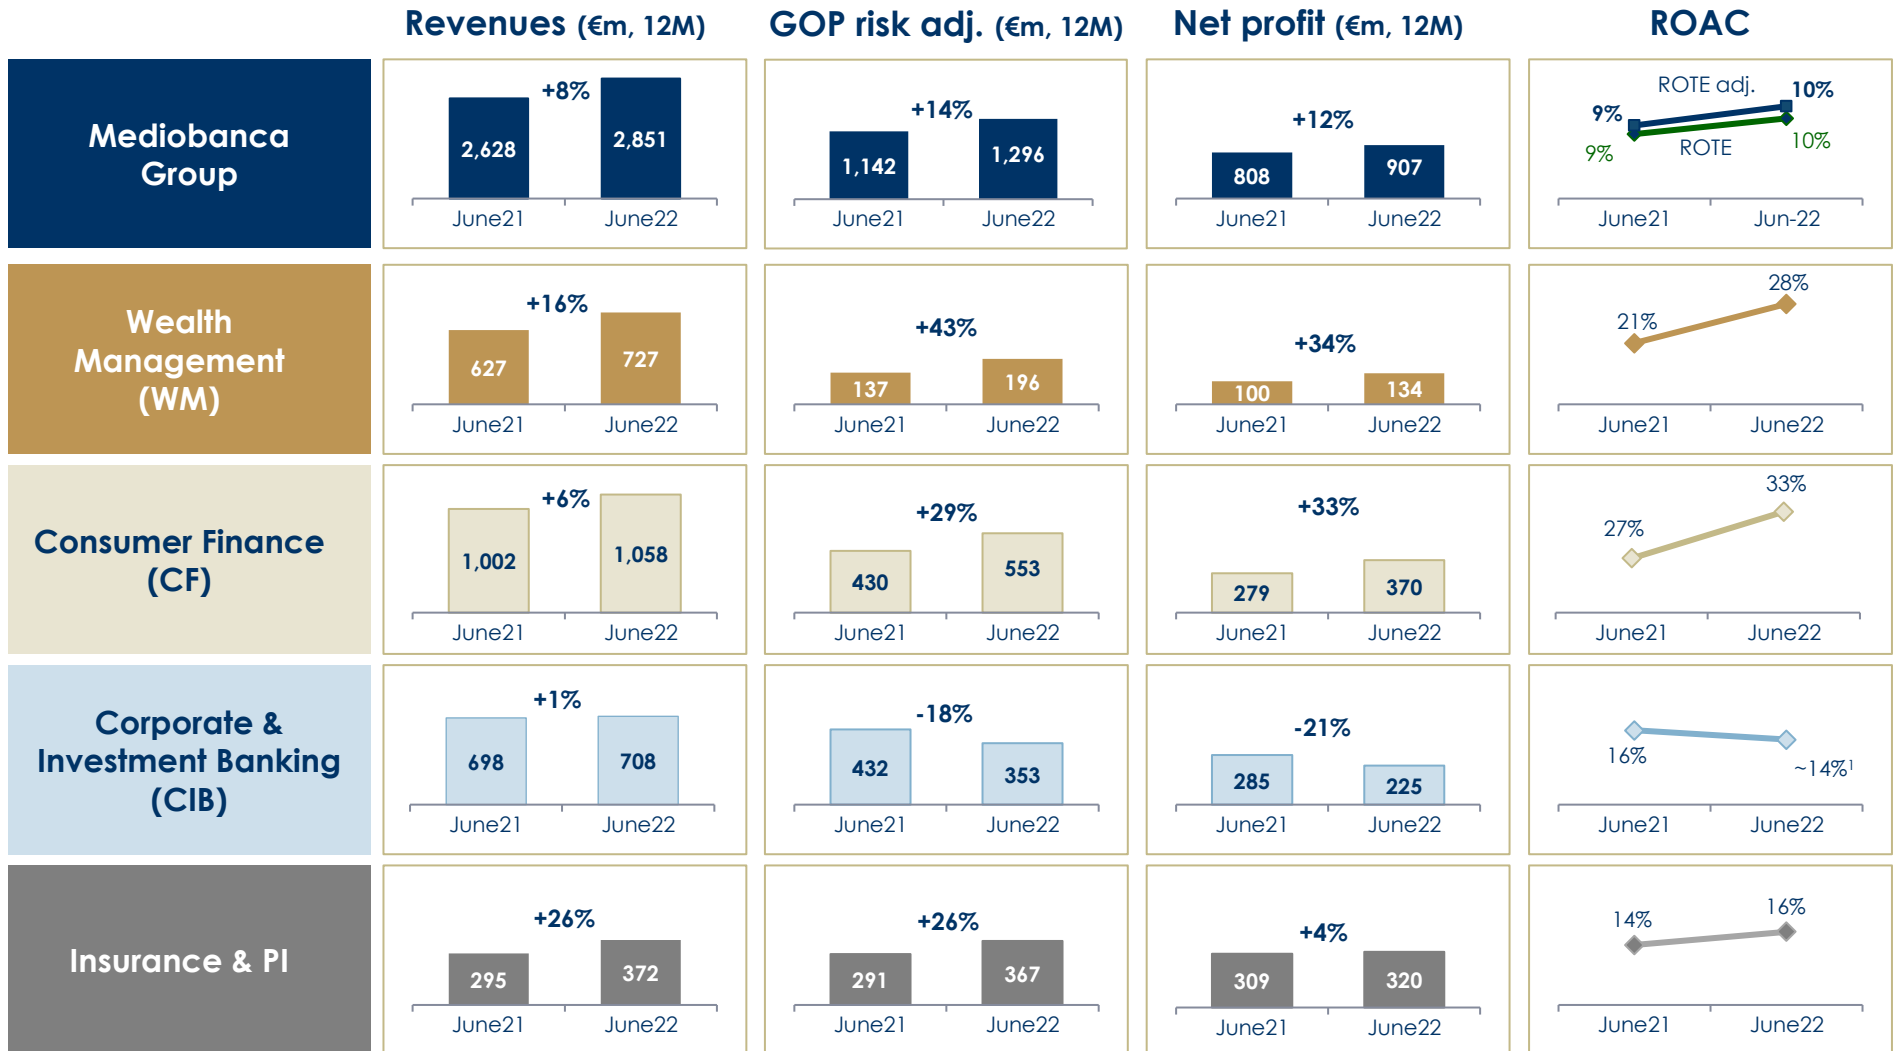 Revenues (€m, 12M)
GOP risk adj. (€m, 12M)
Net profit (€m, 12M)
ROAC
Mediobanca
Group
+8%
2,628
2,851
June21
June22
+14%
1,142
1,296
June21
June22
+12%
808
907
June21
June22
ROTE adj.
10%
9%
9%
ROTE
10%
June21
Jun-22
Wealth
Management
(WM)
+16%
627
727
June21
June22
+43%
137
196
June21
June22
+34%
100
134
June21
June22
28%
21%
June21
June22
Consumer Finance
(CF)
+6%
1,002
1,058
June21
June22
+29%
430
553
June21
June22
+33%
279
370
June21
June22
33%
27%
June21
June22
Corporate &
Investment Banking
(CIB)
+1%
698
708
June21
June22
-18%
432
353
June21
June22
-21%
285
225
June21
June22
16%
~14%¹
June21
June22
Insurance & PI
+26%
295
372
June21
June22
+26%
291
367
June21
June22
+4%
309
320
June21
June22
14%
16%
June21
June22